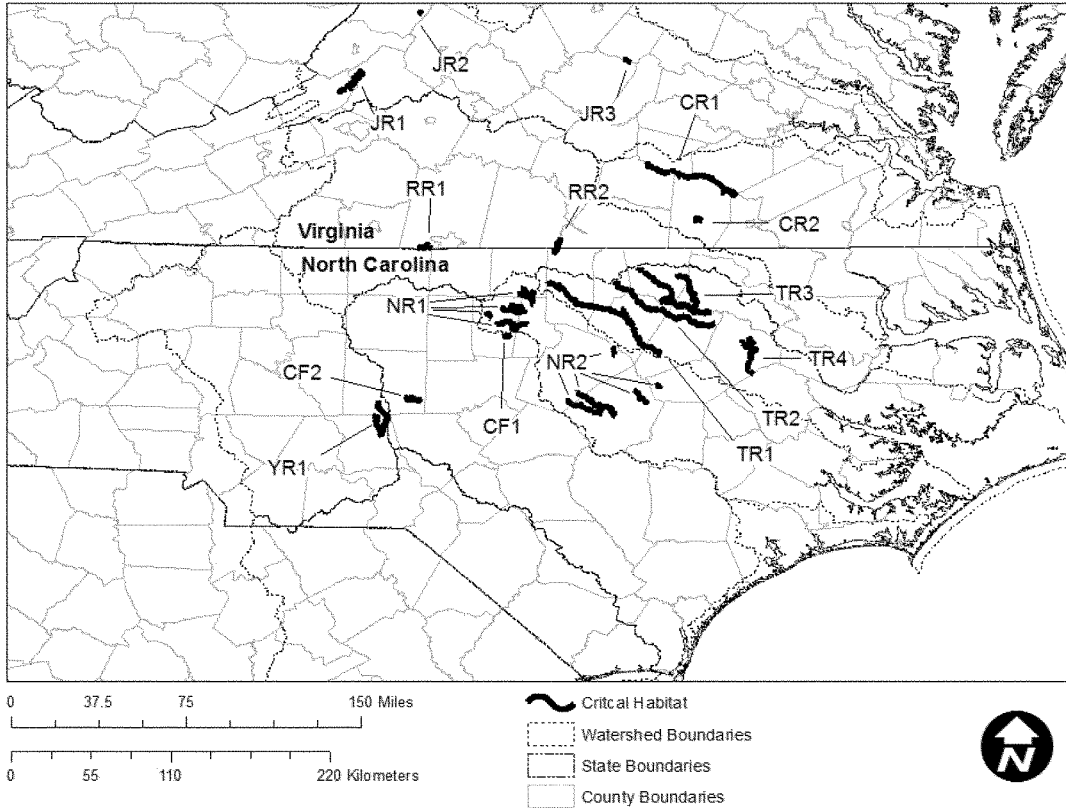 JR2
JR1
JR3
CR1
RR1
RR2
CR2
Virginia
North Carolina
NR1
TR3
TR4
NR2
CF2
CF1
TR2
TR1
YR1
0 37.5 75 150 Miles
0 55 110 220 Kilometers
Critcal Habitat
Watershed Boundaries
State Boundaries
County Boundaries
N